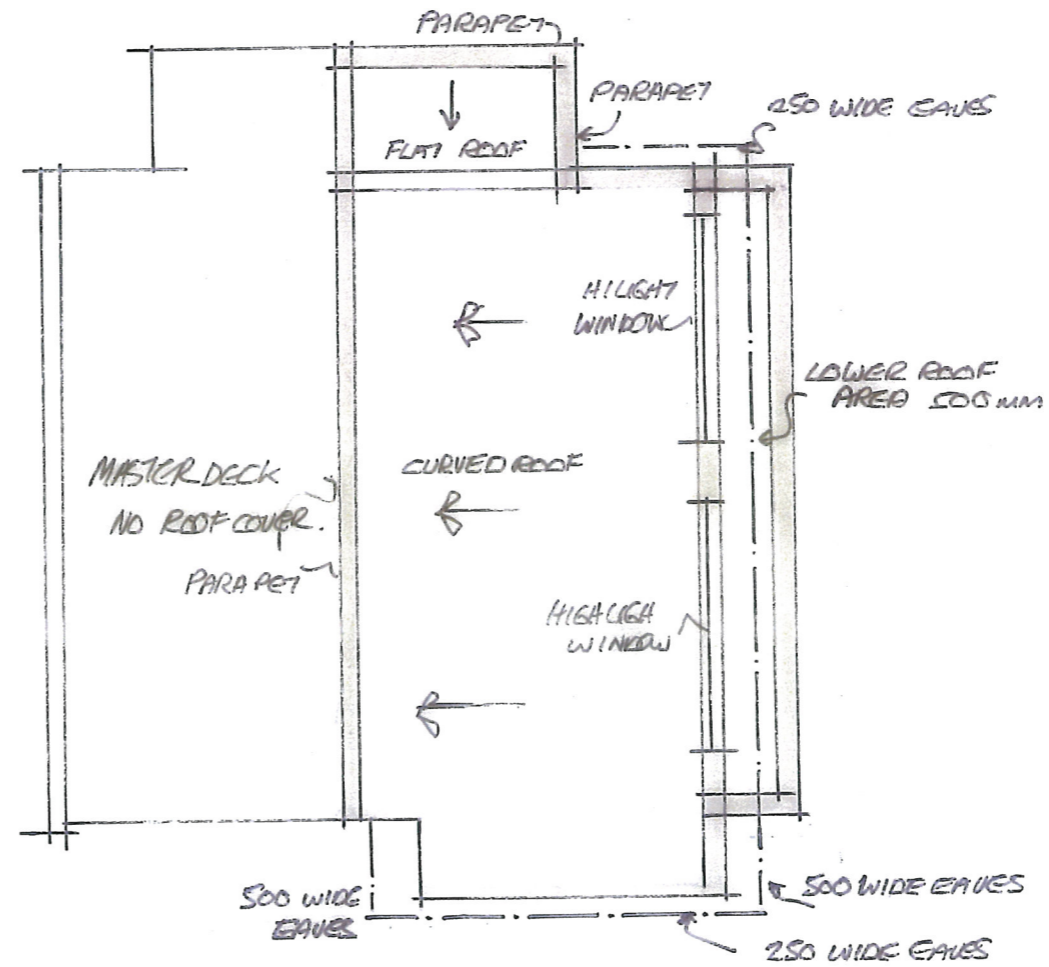 PARAPET
PARAPET
250 WIDE EAVES
FLAT ROOF
HILIGHT
WINDOW
LOWER ROOF
AREA 500MM
MASTER DECK
NO ROOF COVER.
CURVED ROOF
PARAPET
HIGHLIGH
WINDOW
500 WIDE
EAVES
500 WIDE EAVES
250 WIDE EAVES